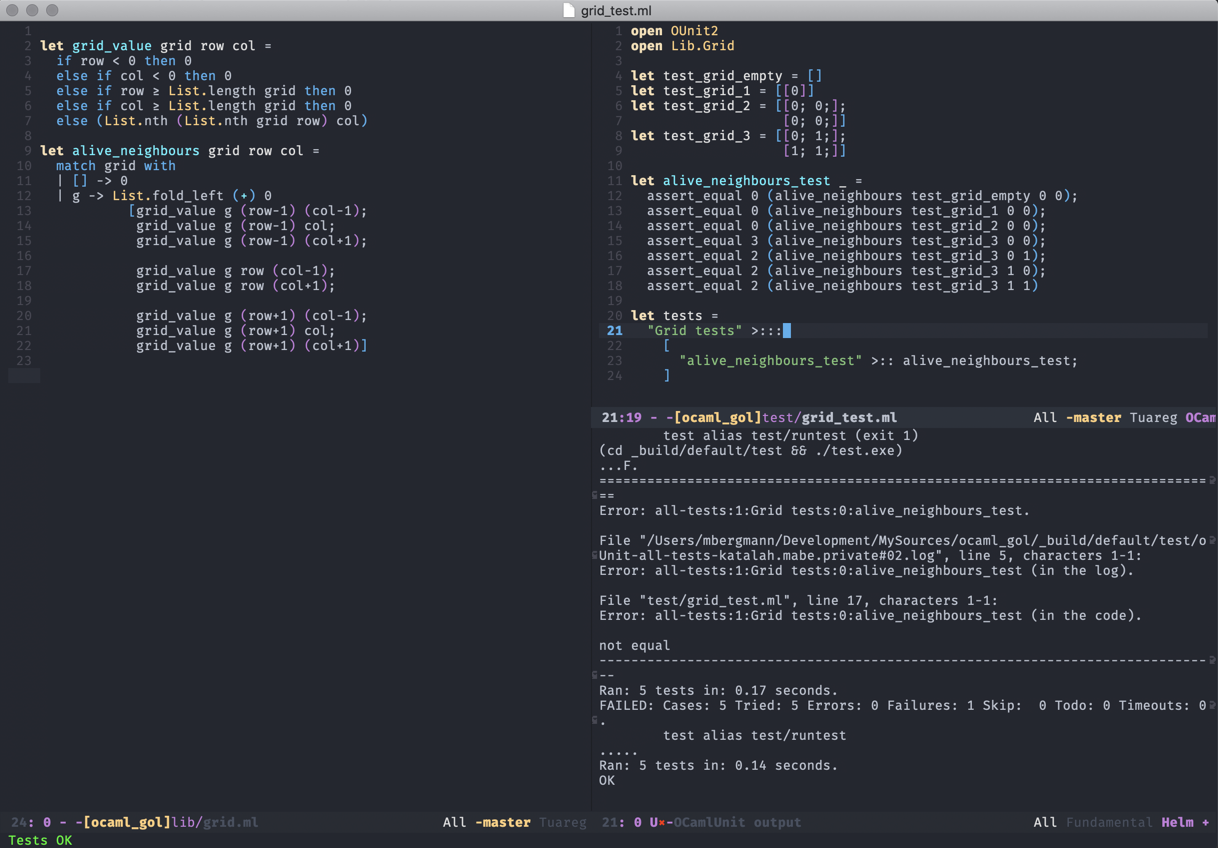 grid_test.ml
1
2 let grid_value grid row col =
3   if row < 0 then 0
4   else if col < 0 then 0
5   else if row ≥ List.length grid then 0
6   else if col ≥ List.length grid then 0
7   else (List.nth (List.nth grid row) col)
8
9 let alive_neighbours grid row col =
10   match grid with
11   | [] -> 0
12   | g -> List.fold_left (+) 0
13            [grid_value g (row-1) (col-1);
14             grid_value g (row-1) col;
15             grid_value g (row-1) (col+1);
16
17             grid_value g row (col-1);
18             grid_value g row (col+1);
19
20             grid_value g (row+1) (col-1);
21             grid_value g (row+1) col;
22             grid_value g (row+1) (col+1)]
23
24: 0 - -[ocaml_gol]lib/grid.ml All -master Tuareg
1 open OUnit2
2 open Lib.Grid
3
4 let test_grid_empty = []
5 let test_grid_1 = [[0]]
6 let test_grid_2 = [[0; 0;];
7                    [0; 0;]]
8 let test_grid_3 = [[0; 1;];
9                    [1; 1;]]
10
11 let alive_neighbours_test _ =
12   assert_equal 0 (alive_neighbours test_grid_empty 0 0);
13   assert_equal 0 (alive_neighbours test_grid_1 0 0);
14   assert_equal 0 (alive_neighbours test_grid_2 0 0);
15   assert_equal 3 (alive_neighbours test_grid_3 0 0);
16   assert_equal 2 (alive_neighbours test_grid_3 0 1);
17   assert_equal 2 (alive_neighbours test_grid_3 1 0);
18   assert_equal 2 (alive_neighbours test_grid_3 1 1)
19
20 let tests =
21   "Grid tests" >:::
22     [
23       "alive_neighbours_test" >:: alive_neighbours_test;
24     ]
21:19 - -[ocaml_gol]test/grid_test.ml All -master Tuareg OCam
test alias test/runtest (exit 1)
(cd _build/default/test && ./test.exe)
...F.
============================================================================
==
Error: all-tests:1:Grid tests:0:alive_neighbours_test.

File "/Users/mbergmann/Development/MySources/ocaml_gol/_build/default/test/o
Unit-all-tests-katalah.mabe.private#02.log", line 5, characters 1-1:
Error: all-tests:1:Grid tests:0:alive_neighbours_test (in the log).

File "test/grid_test.ml", line 17, characters 1-1:
Error: all-tests:1:Grid tests:0:alive_neighbours_test (in the code).

not equal
----------------------------------------------------------------------------
--
Ran: 5 tests in: 0.17 seconds.
FAILED: Cases: 5 Tried: 5 Errors: 0 Failures: 1 Skip:  0 Todo: 0 Timeouts: 0
.
test alias test/runtest
.....
Ran: 5 tests in: 0.14 seconds.
OK
21: 0 U×-OCamlUnit output All Fundamental Helm +
Tests OK